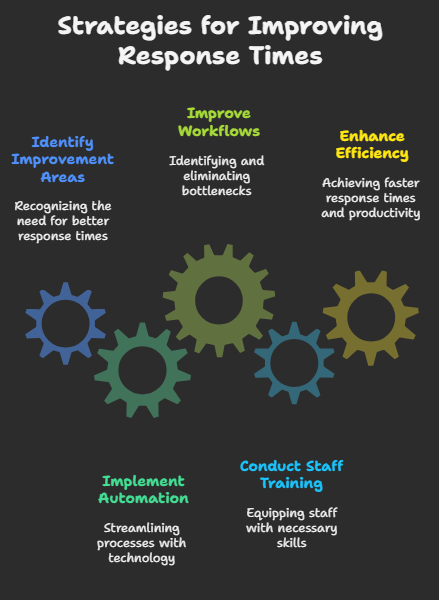 Strategies for Improving
Response Times
Identify
Improvement
Areas
Recognizing the
need for better
response times
Improve
Workflows
Identifying and
eliminating
bottlenecks
Enhance
Efficiency
Achieving faster
response times
and productivity
Implement
Automation
Streamlining
processes with
technology
Conduct Staff
Training
Equipping staff
with necessary
skills